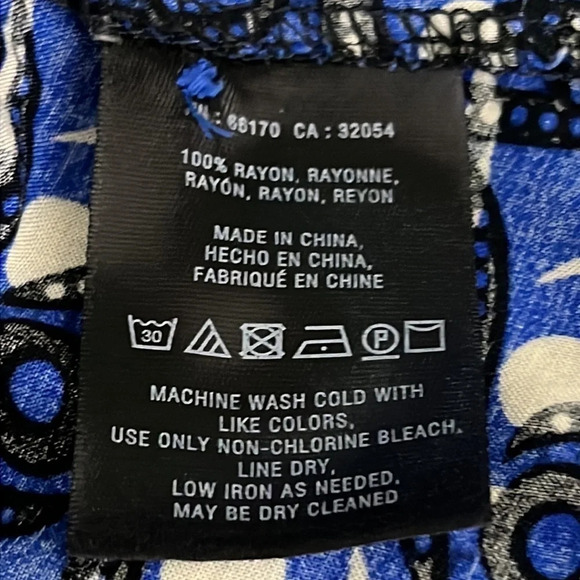 68170 CA : 32054
100% RAYON, RAYONNE,
RAYÓN, RAYON, REYON
MADE IN CHINA,
HECHO EN CHINA,
FABRIQUÉ EN CHINE
30
P
MACHINE WASH COLD WITH
LIKE COLORS.
USE ONLY NON-CHLORINE BLEACH.
LINE DRY.
LOW IRON AS NEEDED.
MAY BE DRY CLEANED